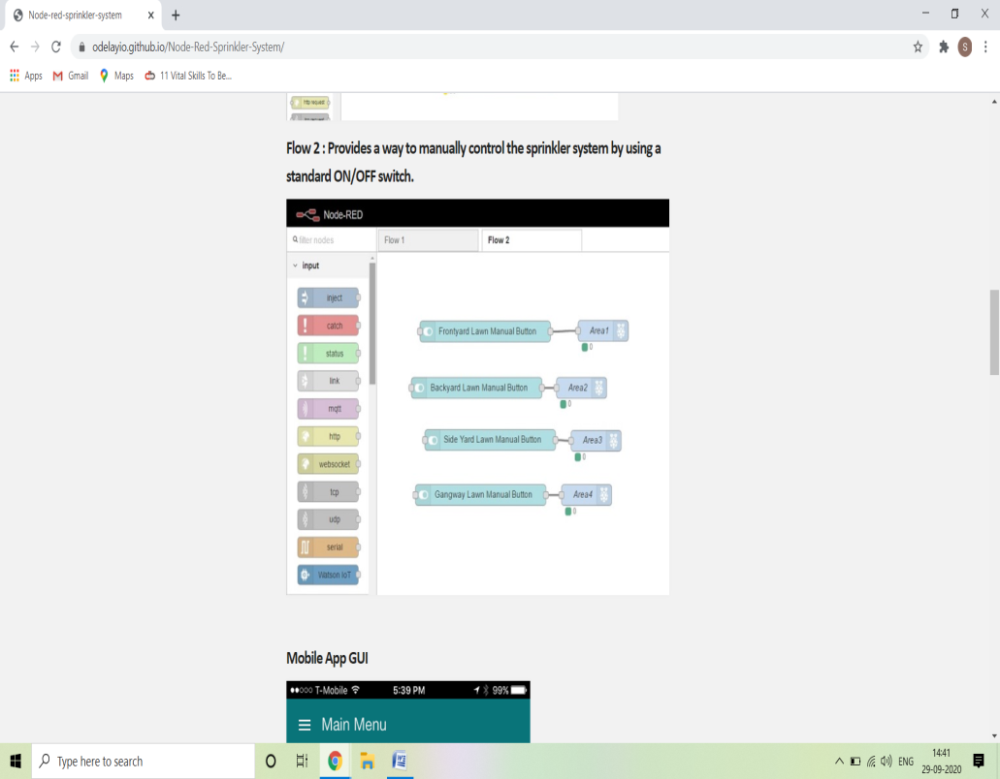 Node-red-sprinkler-system
odelayio.github.io/Node-Red-Sprinkler-System/
S
Apps
Gmail
Maps
11 Vital Skills To Be...
http request
Flow 2 : Provides a way to manually control the sprinkler system by using a
standard ON/OFF switch.
Node-RED
filter nodes
Flow 1
Flow 2
input
inject
catch
status
link
mqtt
http
websocket
tcp
udp
serial
Watson IoT
Frontyard Lawn Manual Button
Area1
0
Backyard Lawn Manual Button
Area2
0
Side Yard Lawn Manual Button
Area3
0
Gangway Lawn Manual Button
Area4
0
Mobile App GUI
T-Mobile
5:39 PM
99%
Main Menu
Type here to search
ENG
14:41
29-09-2020